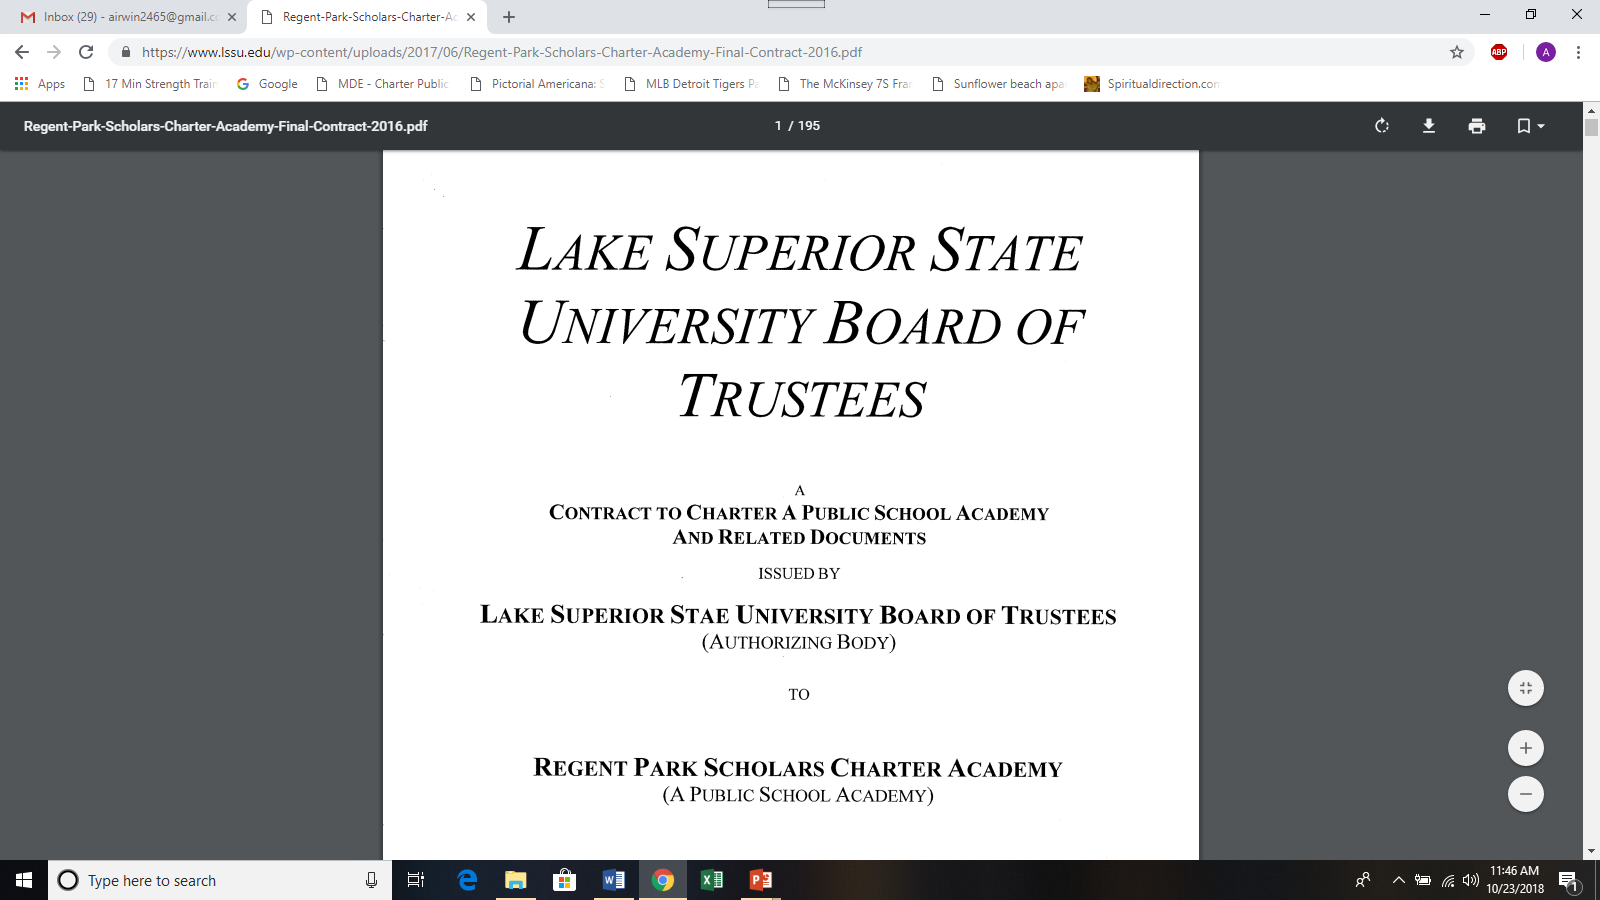 Inbox (29) - airwin2465@gmail.c
Regent-Park-Scholars-Charter-Ac
https://www.lssu.edu/wp-content/uploads/2017/06/Regent-Park-Scholars-Charter-Academy-Final-Contract-2016.pdf
ABP
A
Apps
17 Min Strength Train
Google
MDE - Charter Public
Pictorial Americana: S
MLB Detroit Tigers Pa
The McKinsey 7S Fra
Sunflower beach apa
Spiritualdirection.com
Regent-Park-Scholars-Charter-Academy-Final-Contract-2016.pdf
1 / 195
LAKE SUPERIOR STATE
UNIVERSITY BOARD OF
TRUSTEES
A
CONTRACT TO CHARTER A PUBLIC SCHOOL ACADEMY
AND RELATED DOCUMENTS
ISSUED BY
LAKE SUPERIOR STAE UNIVERSITY BOARD OF TRUSTEES
(AUTHORIZING BODY)
TO
REGENT PARK SCHOLARS CHARTER ACADEMY
(A PUBLIC SCHOOL ACADEMY)
Type here to search
11:46 AM
10/23/2018
1